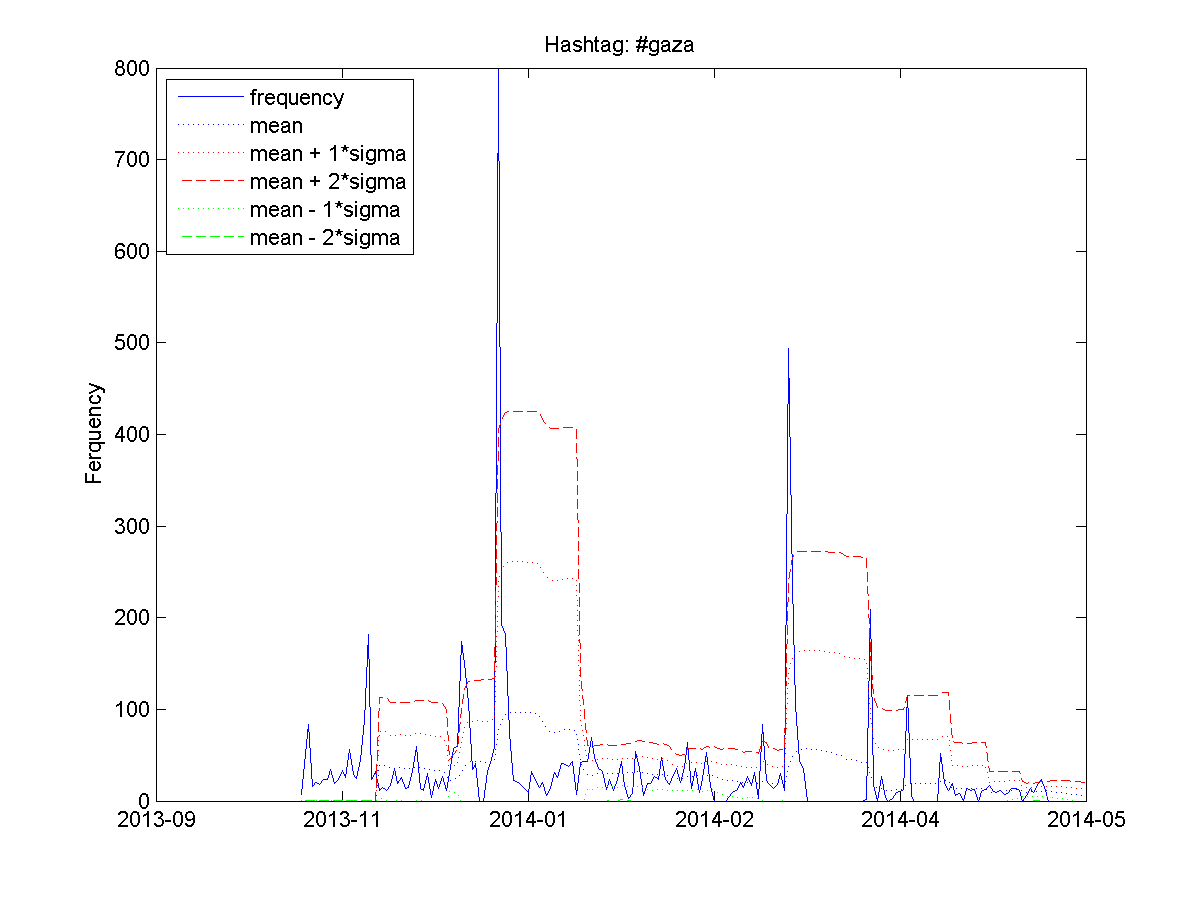 Hashtag: #gaza
800
700
600
500
400
300
200
100
0
Ferquency
frequency
mean
mean + 1*sigma
mean + 2*sigma
mean - 1*sigma
mean - 2*sigma
2013-09 2013-11 2014-01 2014-02 2014-04 2014-05